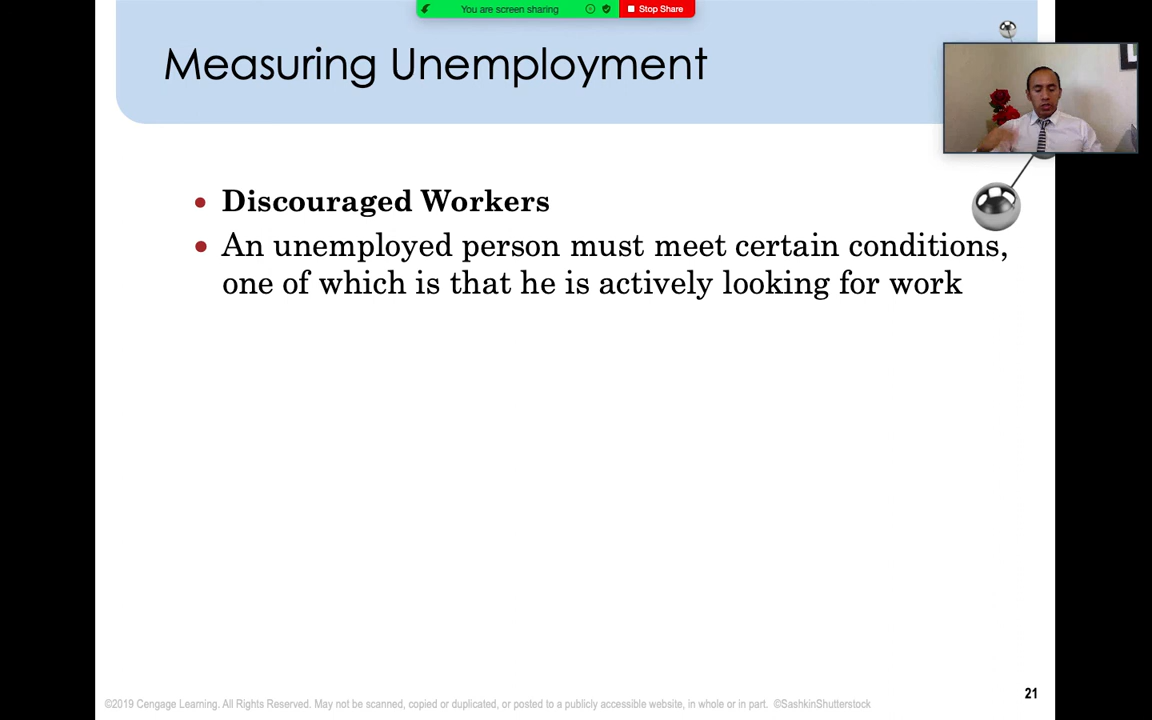 You are screen sharing
Stop Share
Measuring Unemployment
• Discouraged Workers
• An unemployed person must meet certain conditions,
one of which is that he is actively looking for work
21
©2019 Cengage Learning. All Rights Reserved. May not be scanned, copied or duplicated, or posted to a publicly accessible website, in whole or in part. ©SashkinShutterstock